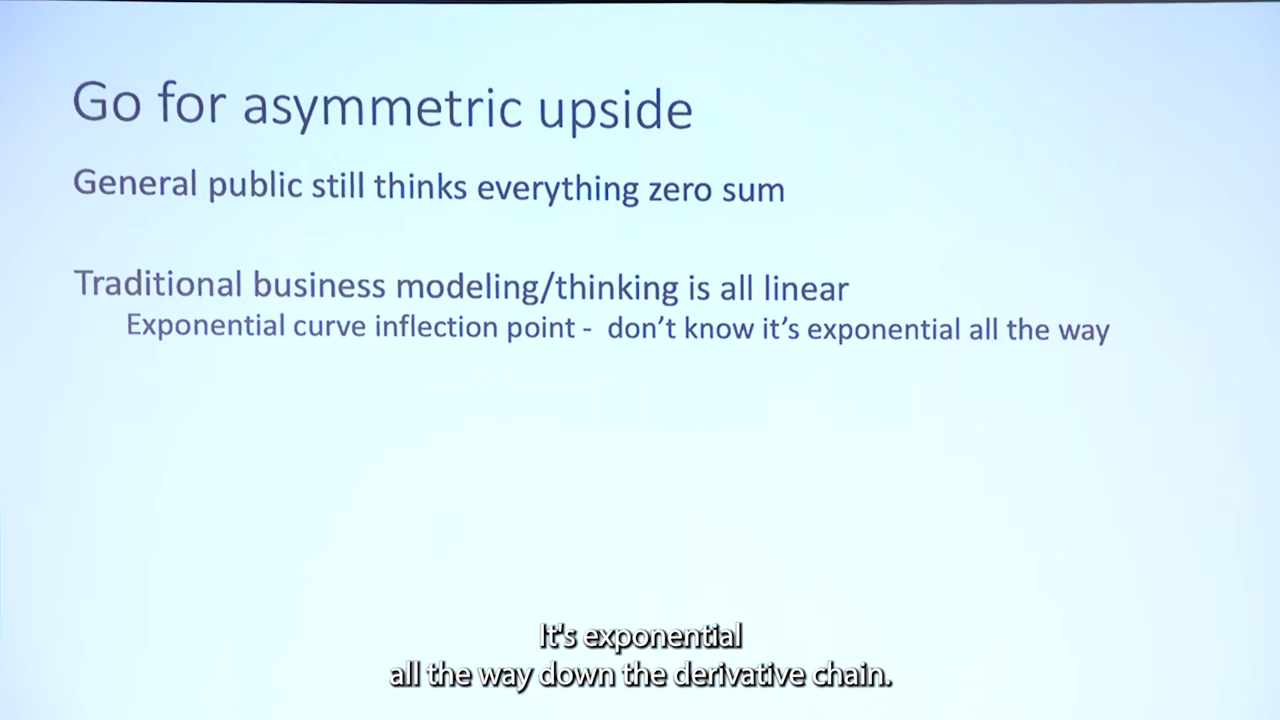 Go for asymmetric upside
General public still thinks everything zero sum
Traditional business modeling/thinking is all linear
Exponential curve inflection point - don’t know it’s exponential all the way
It's exponential
all the way down the derivative chain.